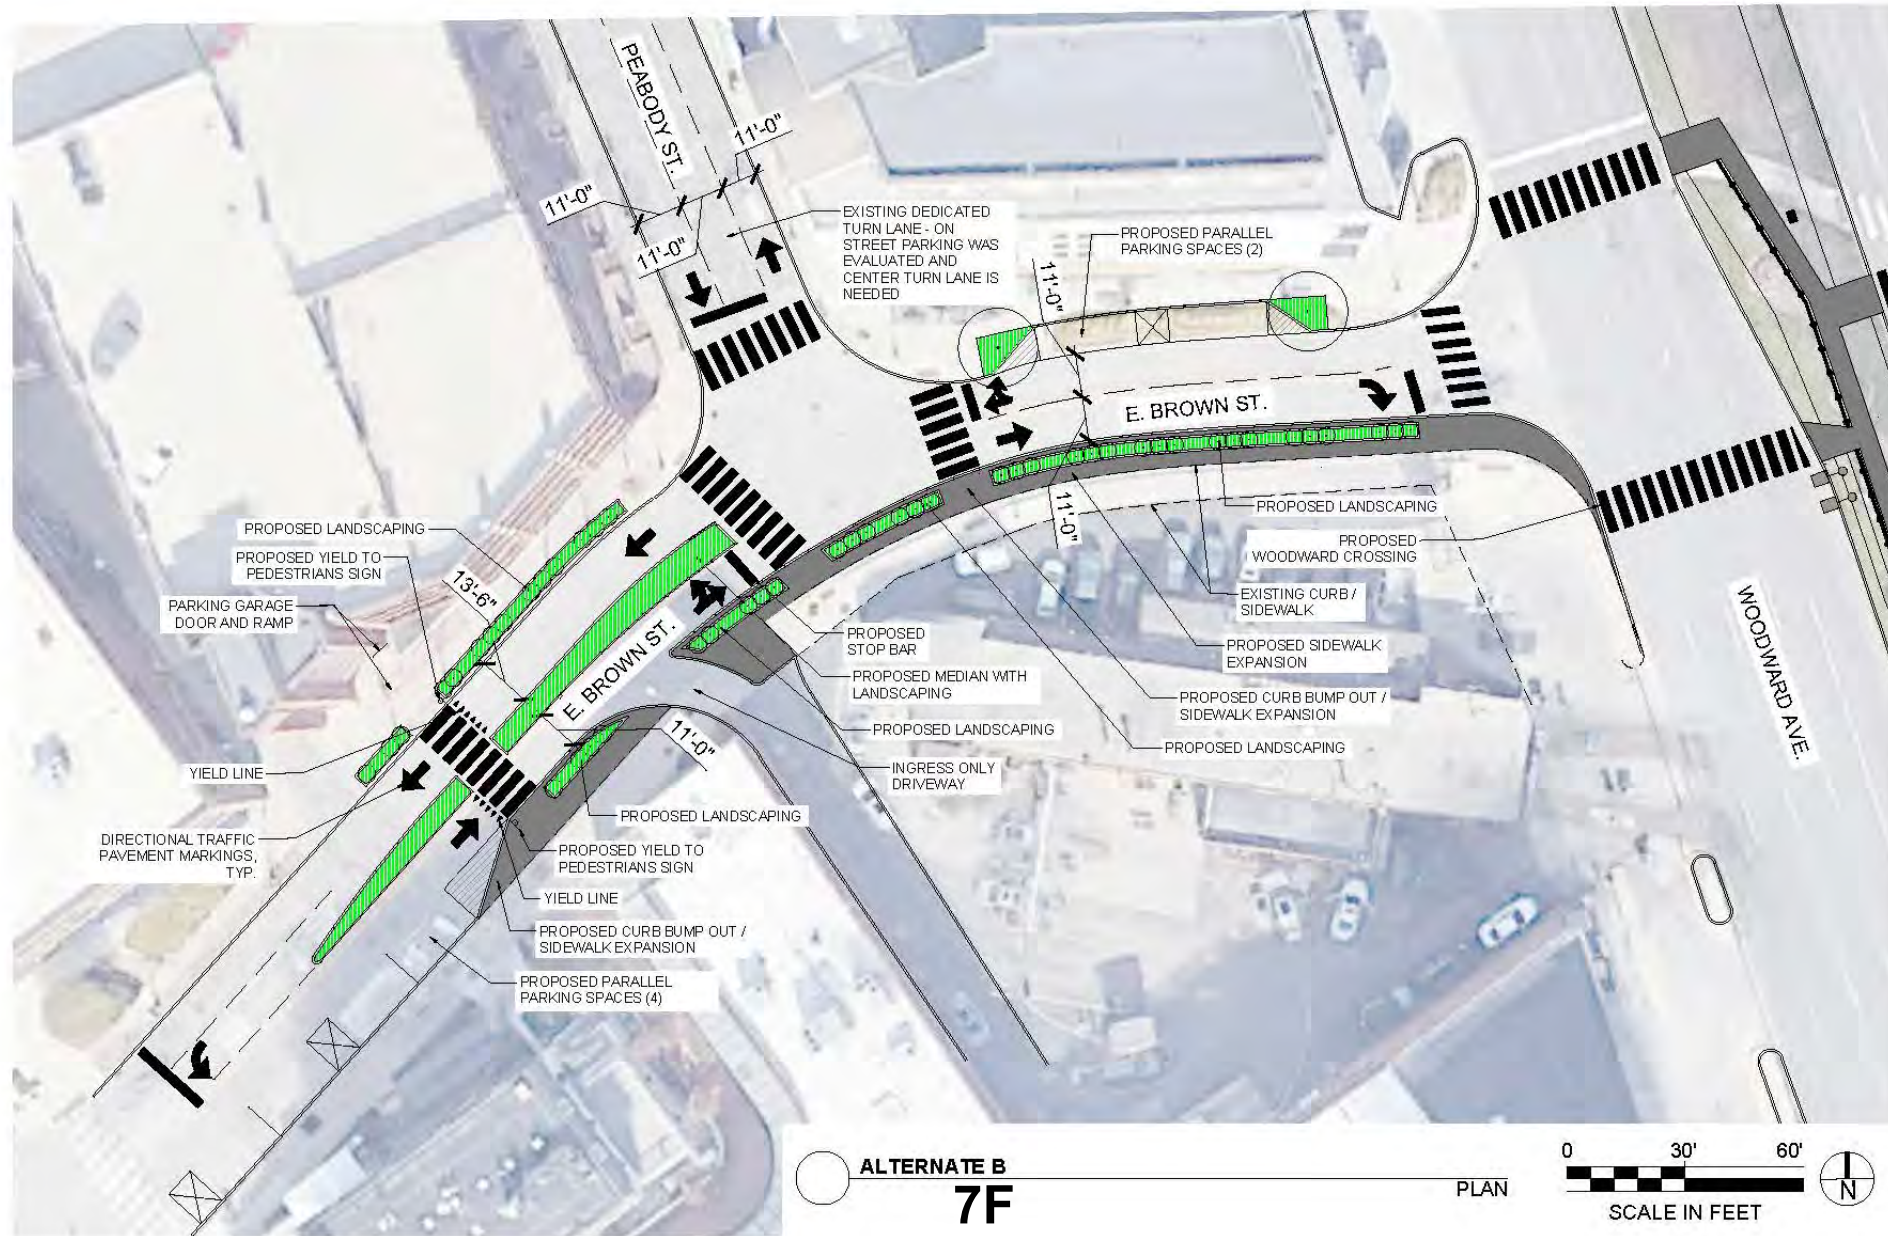 PEABODY ST.
11'-0"
11'-0"
11'-0"
EXISTING DEDICATED
TURN LANE - ON
STREET PARKING WAS
EVALUATED AND
CENTER TURN LANE IS
NEEDED
PROPOSED PARALLEL
PARKING SPACES (2)
11'-0"
E. BROWN ST.
11'-0"
PROPOSED LANDSCAPING
PROPOSED
WOODWARD CROSSING
EXISTING CURB /
SIDEWALK
PROPOSED SIDEWALK
EXPANSION
PROPOSED CURB BUMP OUT /
SIDEWALK EXPANSION
PROPOSED LANDSCAPING
WOODWARD AVE.
PROPOSED LANDSCAPING
PROPOSED YIELD TO
PEDESTRIANS SIGN
13'-6"
PARKING GARAGE
DOOR AND RAMP
E. BROWN ST.
PROPOSED
STOP BAR
PROPOSED MEDIAN WITH
LANDSCAPING
PROPOSED LANDSCAPING
11'-0"
INGRESS ONLY
DRIVEWAY
YIELD LINE
PROPOSED LANDSCAPING
DIRECTIONAL TRAFFIC
PAVEMENT MARKINGS,
TYP.
PROPOSED YIELD TO
PEDESTRIANS SIGN
YIELD LINE
PROPOSED CURB BUMP OUT /
SIDEWALK EXPANSION
PROPOSED PARALLEL
PARKING SPACES (4)
ALTERNATE B
7F
PLAN
0 30' 60'
SCALE IN FEET
N